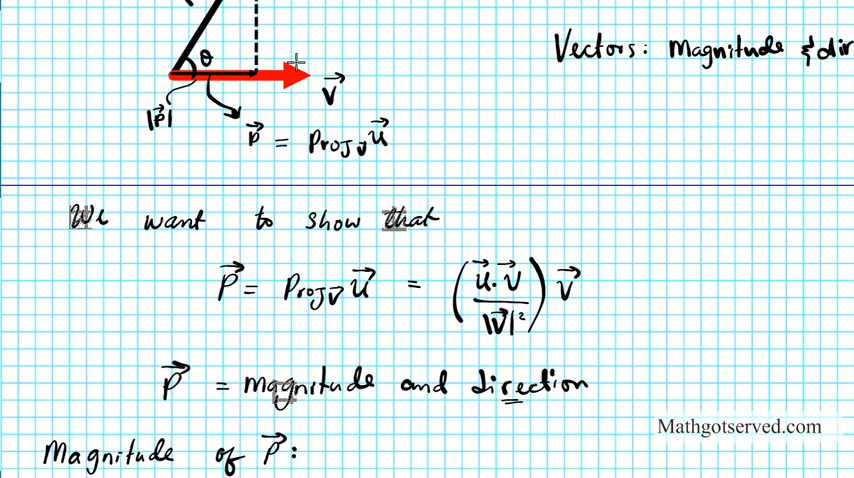 Vectors: Magnitude & dir
θ
v⃗
|p⃗|
p⃗ = Proj_v u⃗
We want to show that
P⃗ = Proj_v⃗ u⃗ = (u⃗·v⃗ / |v⃗|²) v⃗
P⃗ = magnitude and direction
Mathgotserved.com
Magnitude of P⃗: